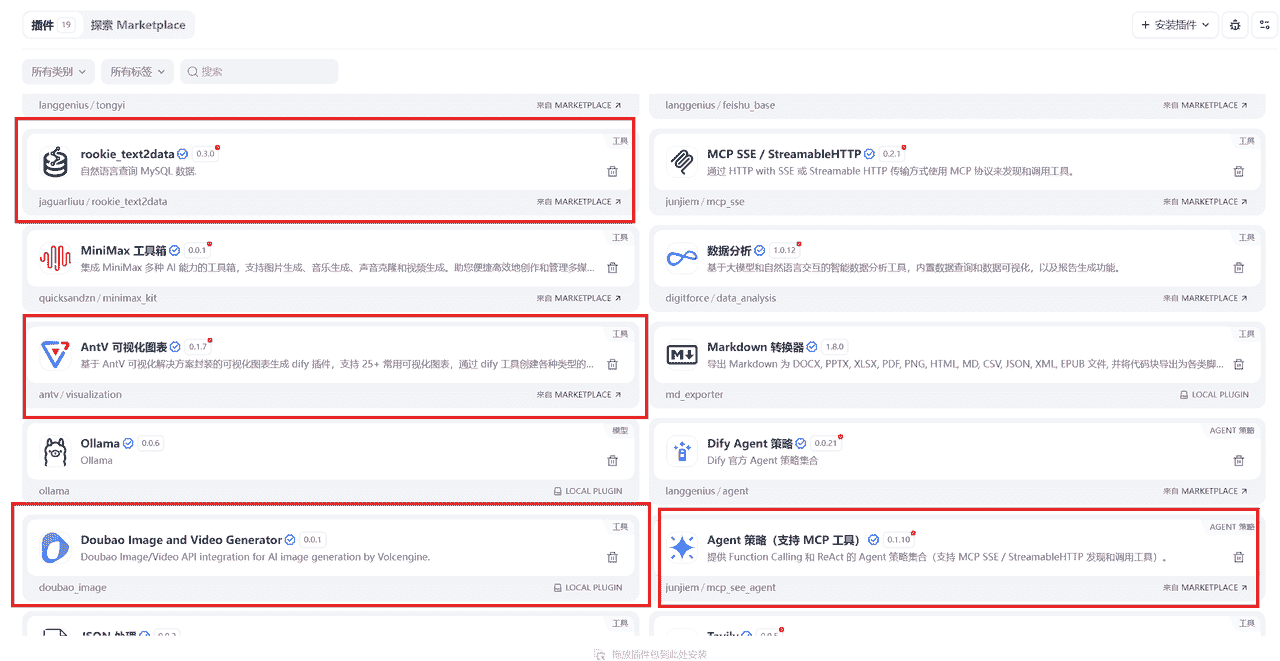 插件 19 探索 Marketplace
安装插件
所有类别 所有标签 搜索
langgenius / tongyi 来自 MARKETPLACE
langgenius / feishu_base 来自 MARKETPLACE
工具
rookie_text2data 0.3.0
自然语言查询 MySQL 数据.
jaguarliuu / rookie_text2data 来自 MARKETPLACE
工具
MCP SSE / StreamableHTTP 0.2.1
通过 HTTP with SSE 或 Streamable HTTP 传输方式使用 MCP 协议来发现和调用工具。
junjiem / mcp_sse 来自 MARKETPLACE
工具
MiniMax 工具箱 0.0.1
集成 MiniMax 多种 AI 能力的工具箱，支持图片生成、音乐生成、声音克隆和视频生成。助您便捷高效地创作和管理多媒...
quicksandzn / minimax_kit 来自 MARKETPLACE
工具
数据分析 1.0.12
基于大模型和自然语言交互的智能数据分析工具，内置数据查询和数据可视化，以及报告生成功能。
digitforce / data_analysis 来自 MARKETPLACE
工具
AntV 可视化图表 0.1.7
基于 AntV 可视化解决方案封装的可视化图表生成 dify 插件，支持 25+ 常用可视化图表，通过 dify 工具创建各种类型的...
antv / visualization 来自 MARKETPLACE
工具
Markdown 转换器 1.8.0
导出 Markdown 为 DOCX, PPTX, XLSX, PDF, PNG, HTML, MD, CSV, JSON, XML, EPUB 文件, 并将代码块导出为各类脚...
md_exporter LOCAL PLUGIN
模型
Ollama 0.0.6
Ollama
ollama LOCAL PLUGIN
AGENT 策略
Dify Agent 策略 0.0.21
Dify 官方 Agent 策略集合
langgenius / agent 来自 MARKETPLACE
工具
Doubao Image and Video Generator 0.0.1
Doubao Image/Video API integration for AI image generation by Volcengine.
doubao_image LOCAL PLUGIN
AGENT 策略
Agent 策略（支持 MCP 工具） 0.1.10
提供 Function Calling 和 ReAct 的 Agent 策略集合（支持 MCP SSE / StreamableHTTP 发现和调用工具）。
junjiem / mcp_see_agent 来自 MARKETPLACE
工具
JSON 处理
工具
Tavily
拖放插件包到此处安装